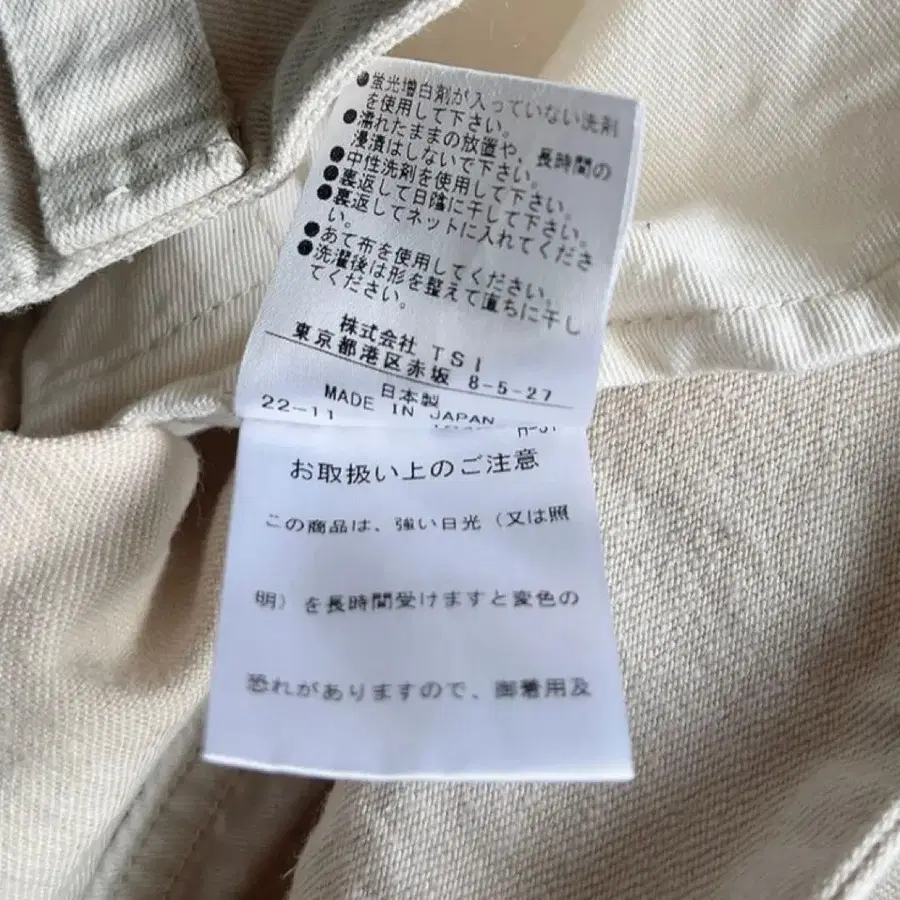 ●蛍光増白剤が入っていない洗剤
を使用して下さい。
●濡れたままの放置や、長時間の
浸漬はしないで下さい。
●中性洗剤を使用して下さい。
●裏返して日陰に干して下さい。
●裏返してネットに入れてくださ
い。
●あて布を使用してください。
●洗濯後は形を整えて直ちに干し
てください。
株式会社 TSI
東京都港区赤坂 8-5-27
日本製
MADE IN JAPAN
22-11
お取扱い上のご注意
この商品は、強い日光(又は照
明)を長時間受けますと変色の
恐れがありますので、御着用及